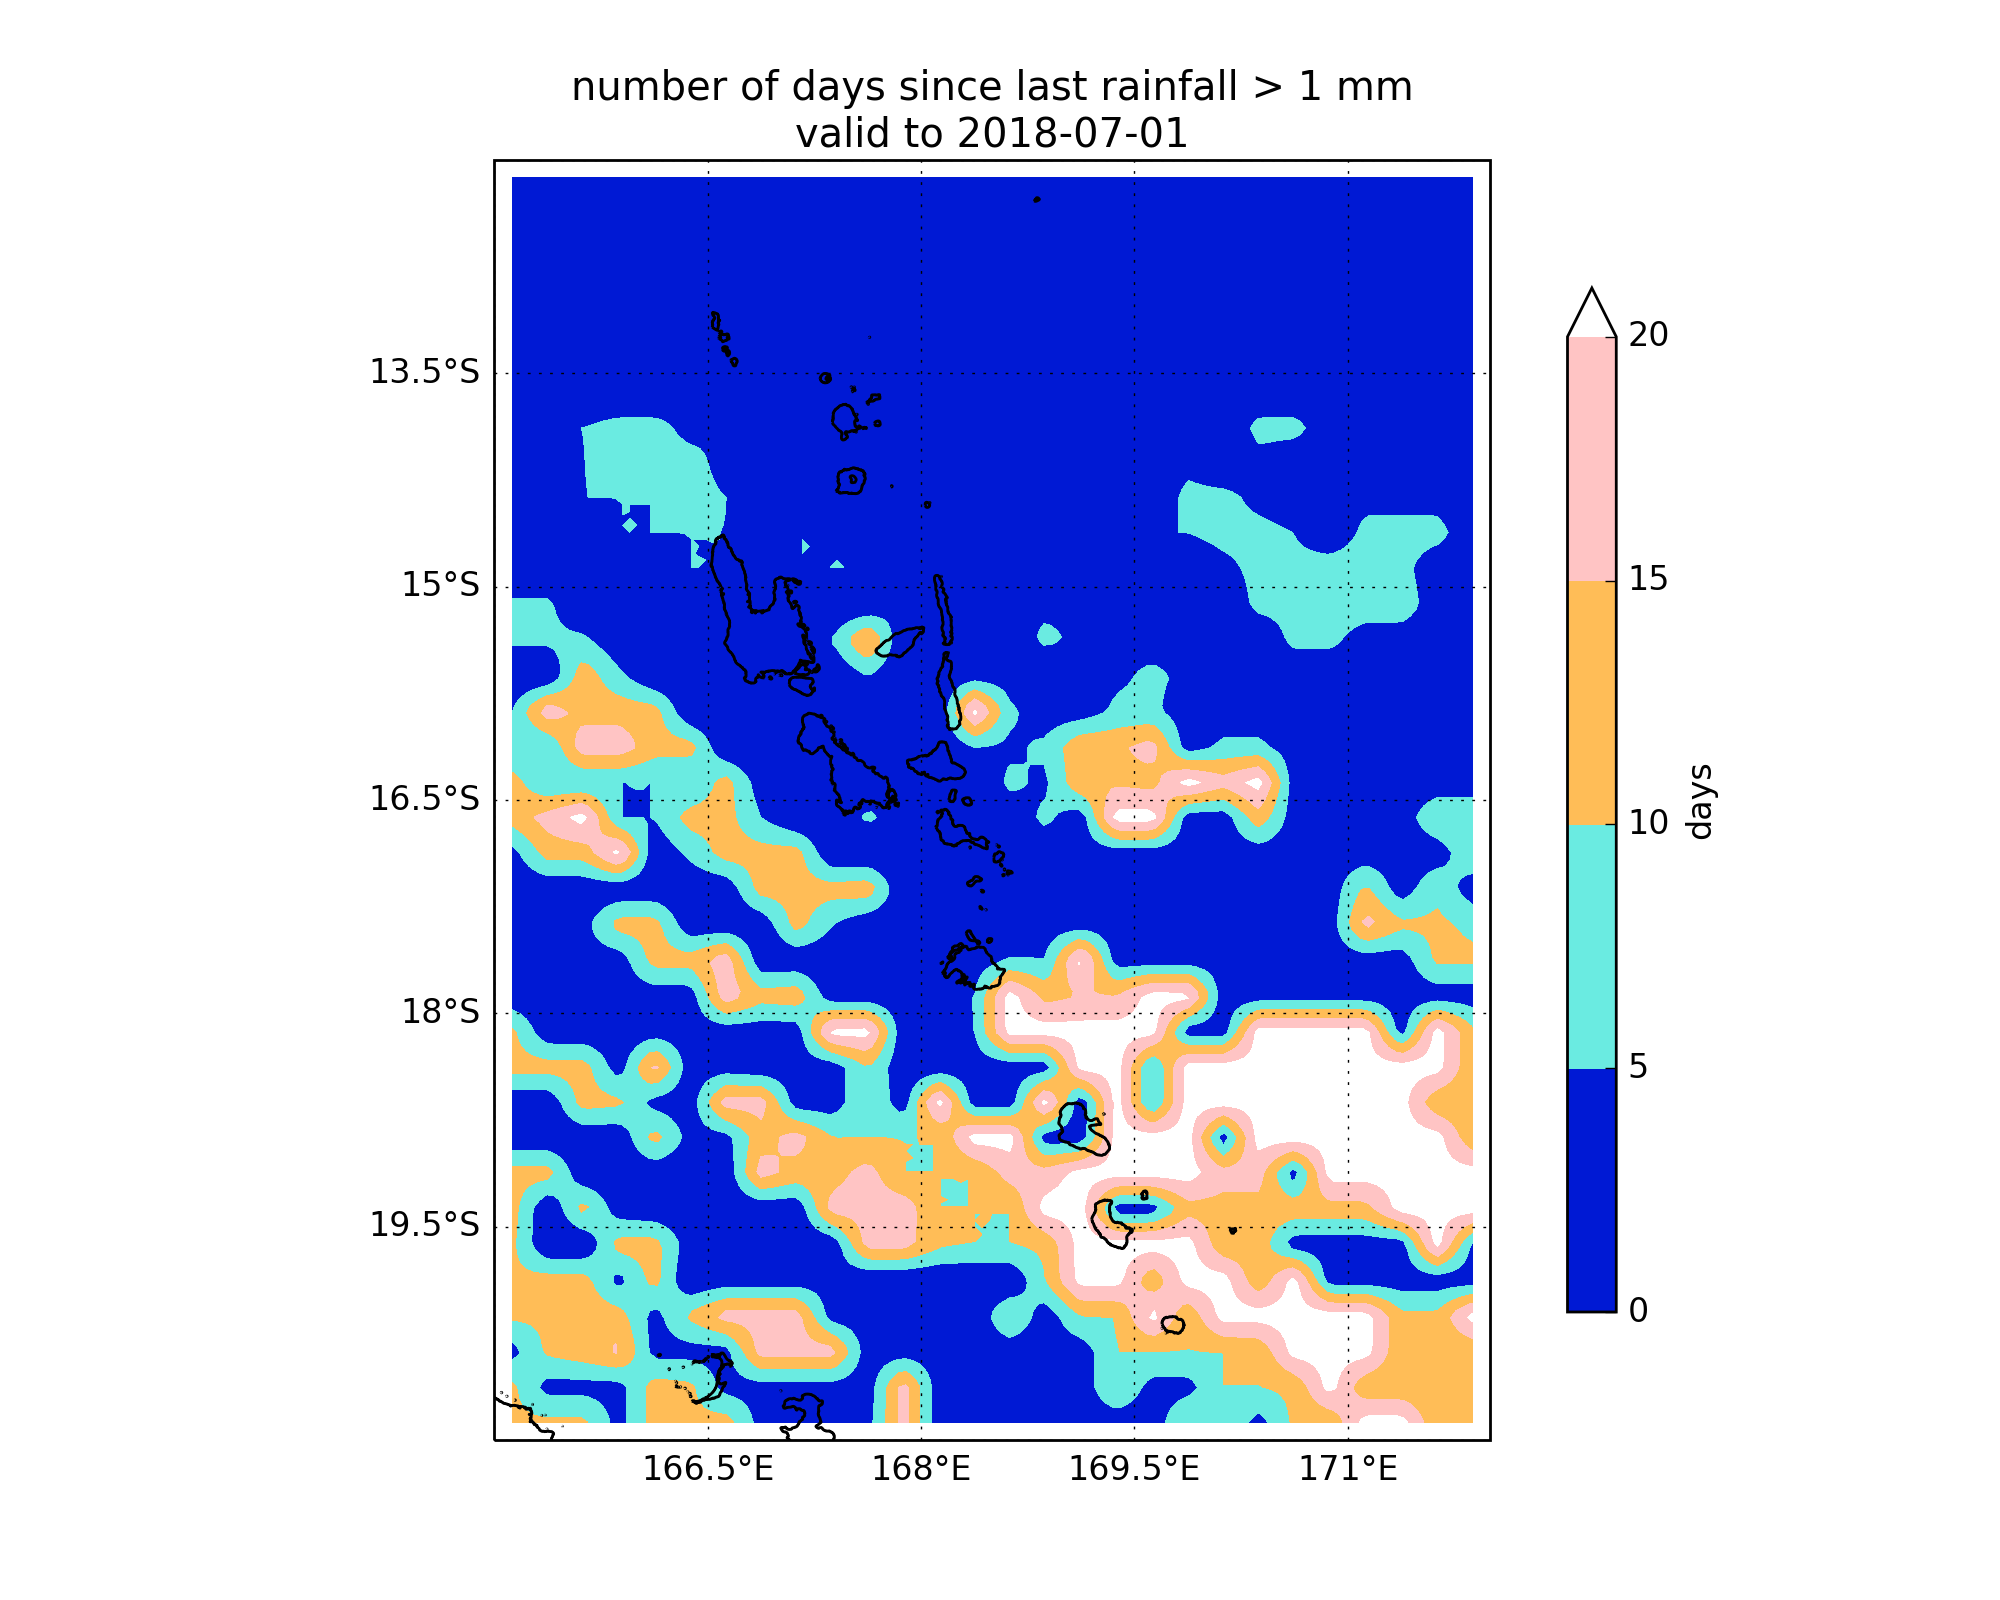 number of days since last rainfall > 1 mm
valid to 2018-07-01
13.5°S
15°S
16.5°S
18°S
19.5°S
166.5°E
168°E
169.5°E
171°E
20
15
10
5
0
days